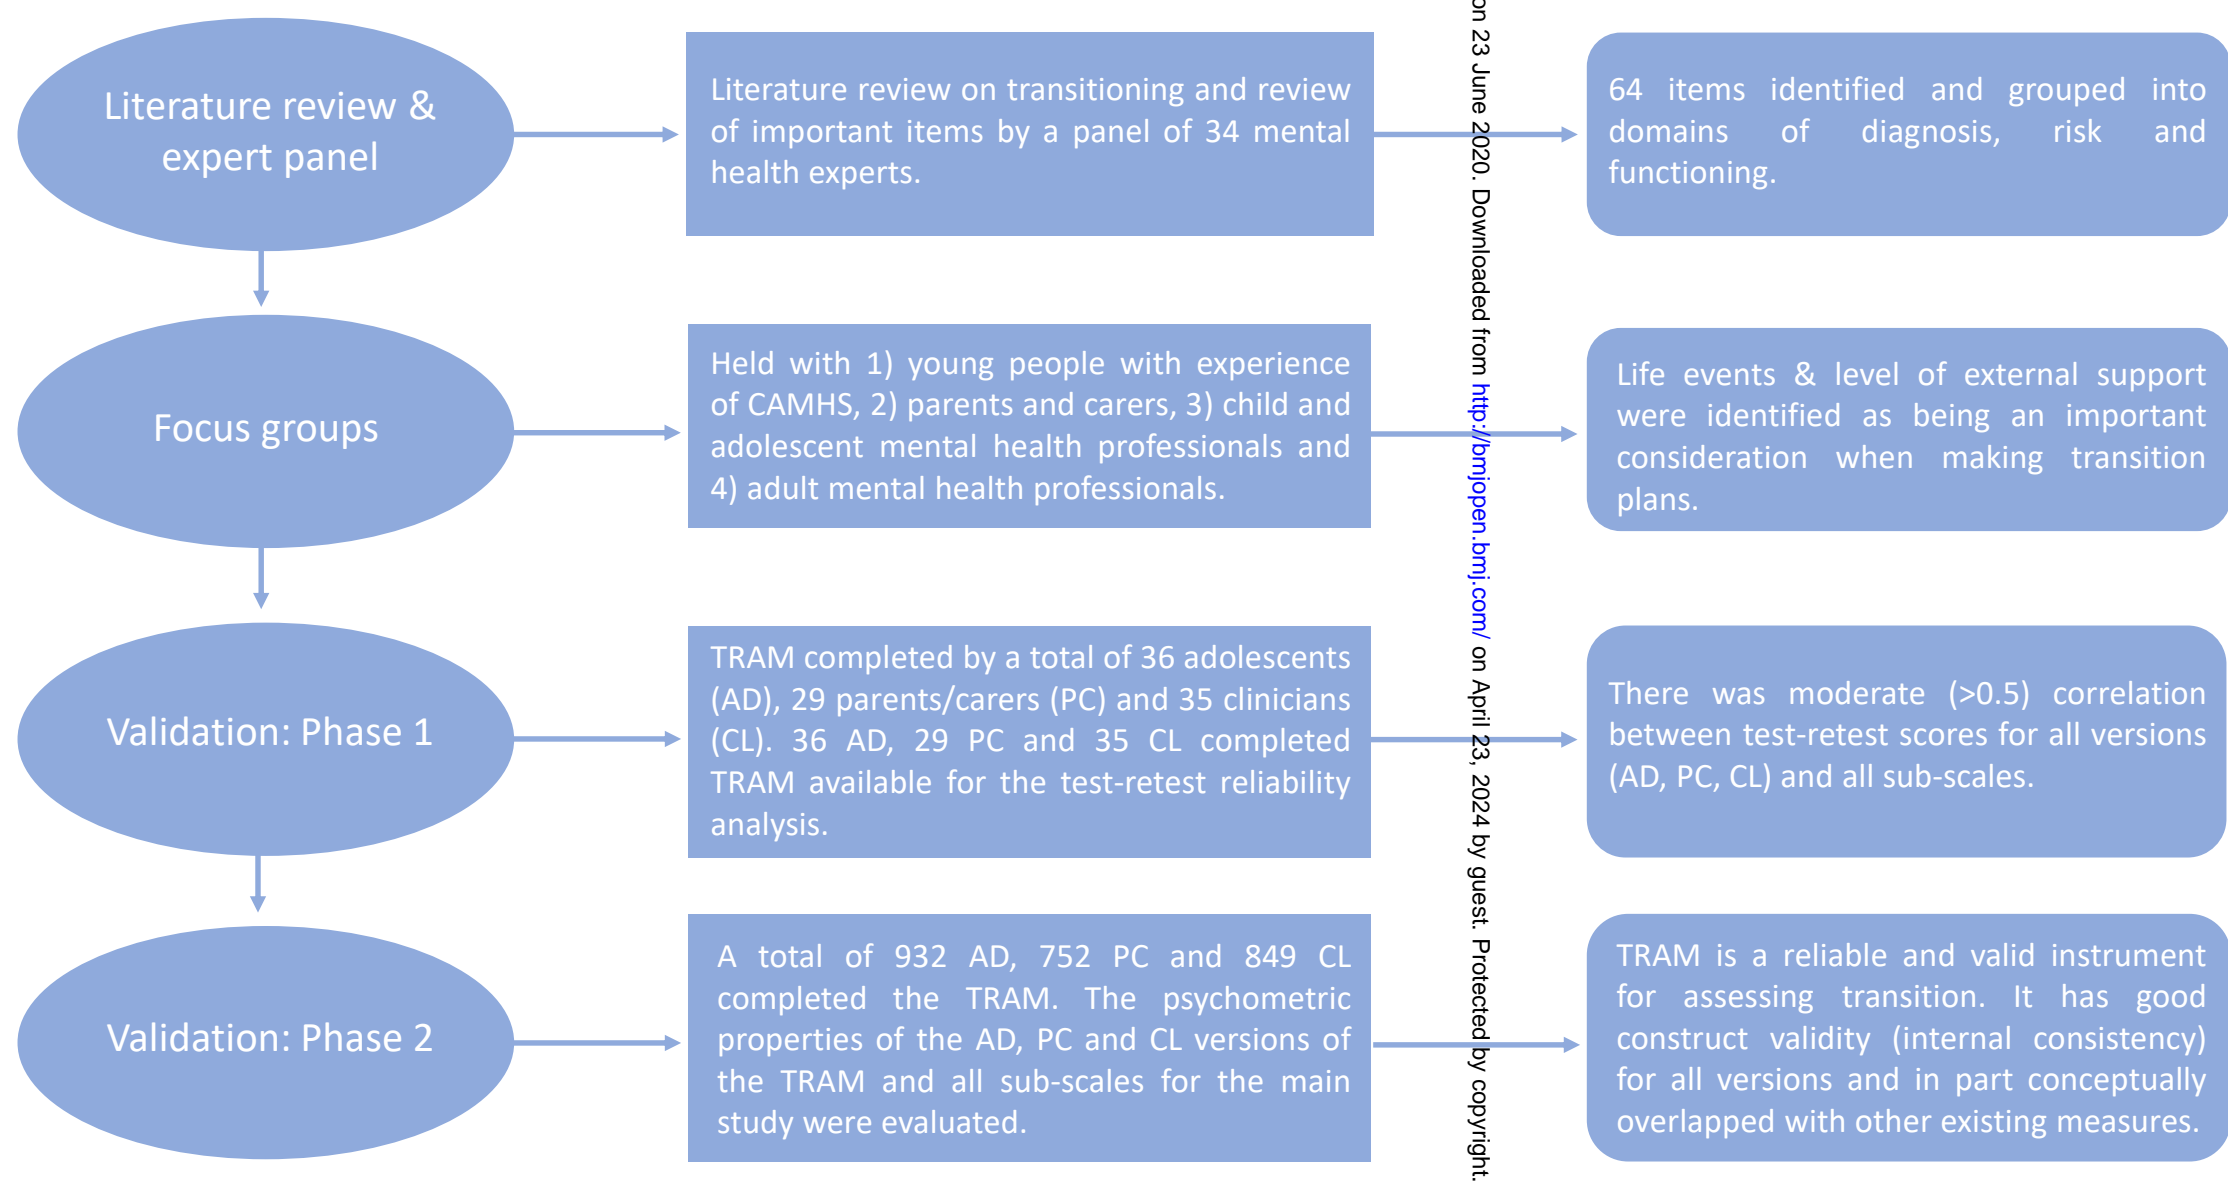 Literature review &
expert panel
Literature review on transitioning and review
of important items by a panel of 34 mental
health experts.
64 items identified and grouped into
domains of diagnosis, risk and
functioning.
Focus groups
Held with 1) young people with experience
of CAMHS, 2) parents and carers, 3) child and
adolescent mental health professionals and
4) adult mental health professionals.
Life events & level of external support
were identified as being an important
consideration when making transition
plans.
Validation: Phase 1
TRAM completed by a total of 36 adolescents
(AD), 29 parents/carers (PC) and 35 clinicians
(CL). 36 AD, 29 PC and 35 CL completed
TRAM available for the test-retest reliability
analysis.
There was moderate (>0.5) correlation
between test-retest scores for all versions
(AD, PC, CL) and all sub-scales.
Validation: Phase 2
A total of 932 AD, 752 PC and 849 CL
completed the TRAM. The psychometric
properties of the AD, PC and CL versions of
the TRAM and all sub-scales for the main
study were evaluated.
TRAM is a reliable and valid instrument
for assessing transition. It has good
construct validity (internal consistency)
for all versions and in part conceptually
overlapped with other existing measures.
on 23 June 2020. Downloaded from http://bmjopen.bmj.com/ on April 23, 2024 by guest. Protected by copyright.